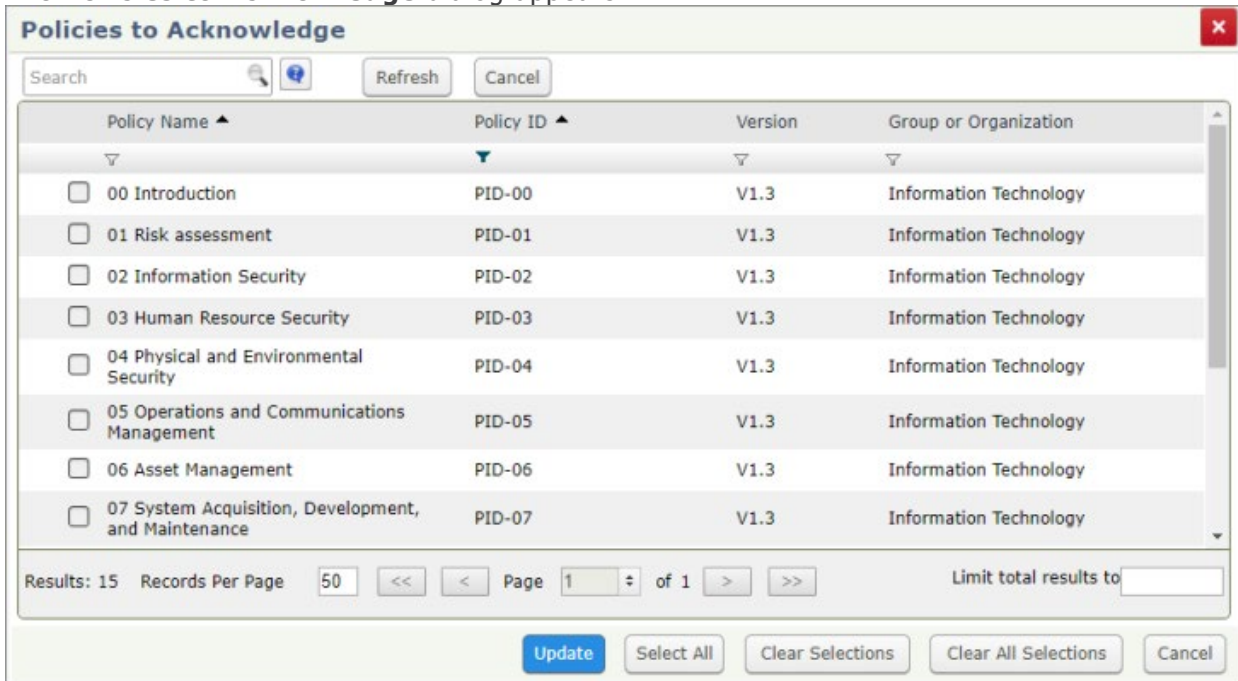 Policies to Acknowledge
Search Refresh Cancel
Policy Name Policy ID Version Group or Organization
00 Introduction PID-00 V1.3 Information Technology
01 Risk assessment PID-01 V1.3 Information Technology
02 Information Security PID-02 V1.3 Information Technology
03 Human Resource Security PID-03 V1.3 Information Technology
04 Physical and Environmental
Security PID-04 V1.3 Information Technology
05 Operations and Communications
Management PID-05 V1.3 Information Technology
06 Asset Management PID-06 V1.3 Information Technology
07 System Acquisition, Development,
and Maintenance PID-07 V1.3 Information Technology
Results: 15 Records Per Page 50 << < Page 1 of 1 > >> Limit total results to
Update Select All Clear Selections Clear All Selections Cancel